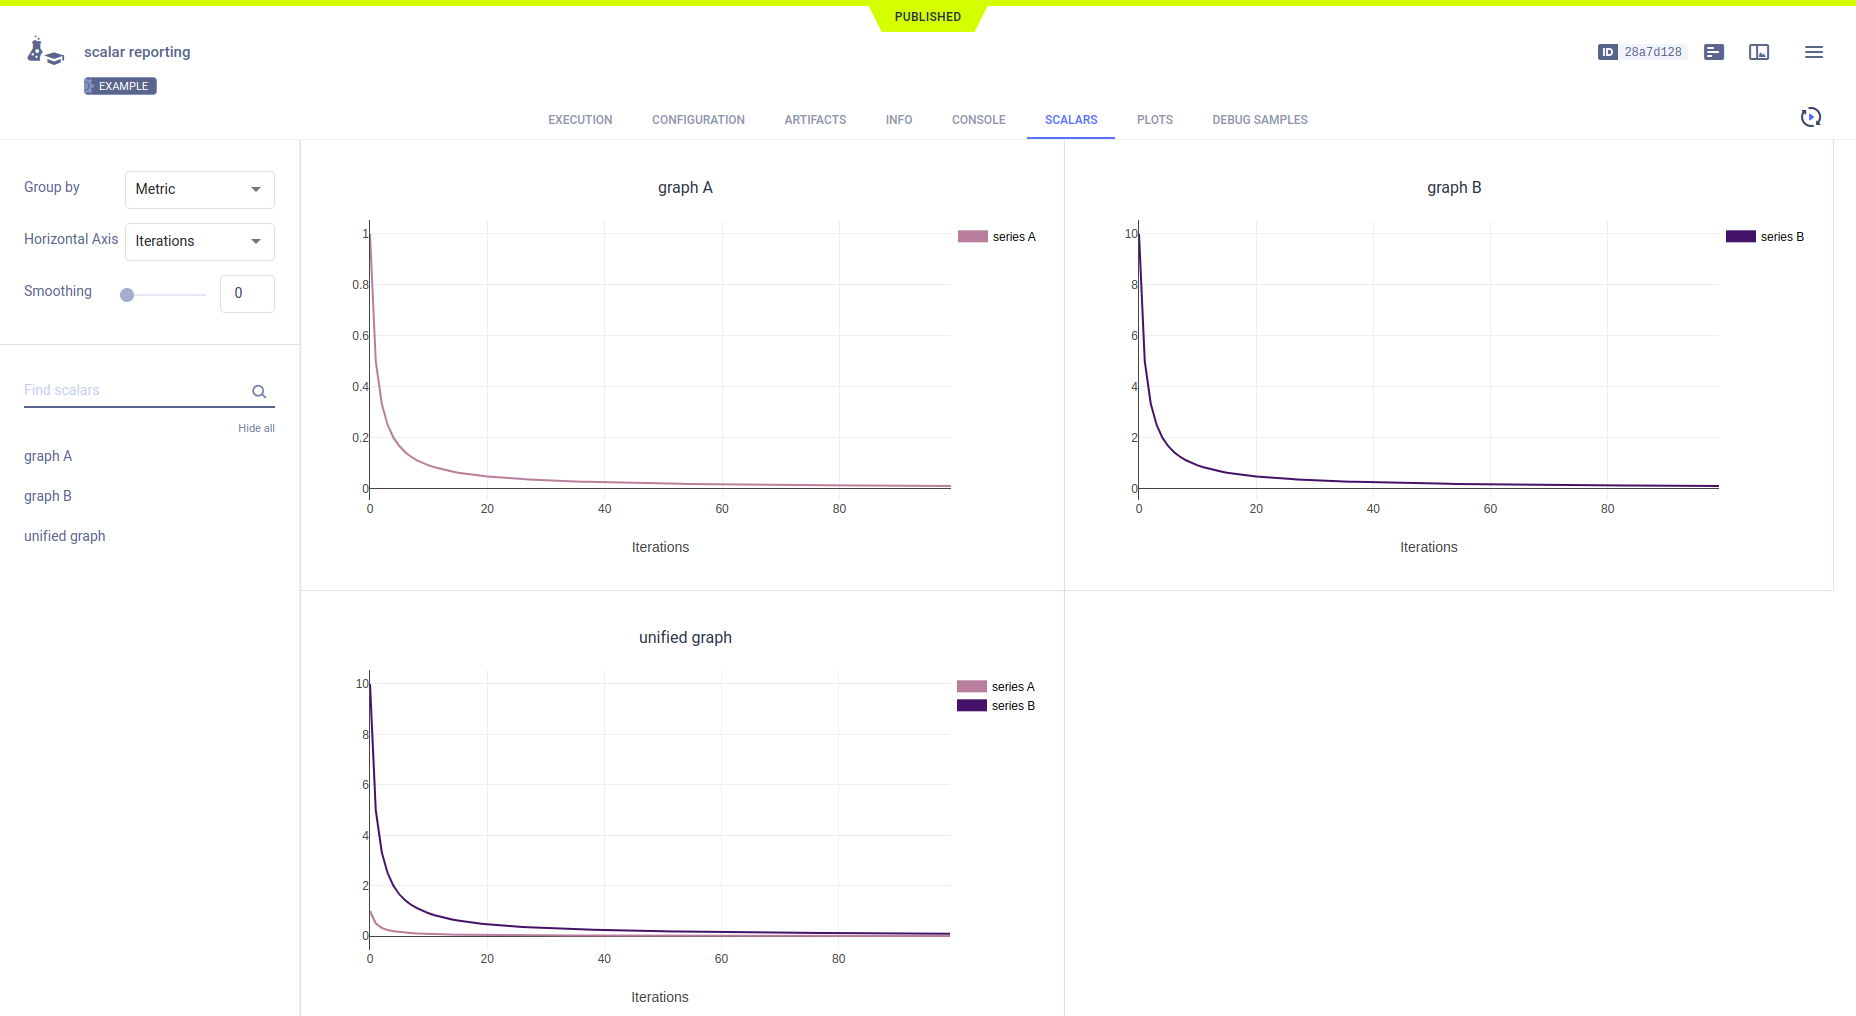 PUBLISHED
scalar reporting
ID 28a7d128
EXAMPLE
EXECUTION CONFIGURATION ARTIFACTS INFO CONSOLE SCALARS PLOTS DEBUG SAMPLES
Group by Metric
Horizontal Axis Iterations
Smoothing 0
Find scalars
Hide all
graph A
graph B
unified graph
graph A
1
0.8
0.6
0.4
0.2
0
0 20 40 60 80
Iterations
series A
graph B
10
8
6
4
2
0
0 20 40 60 80
Iterations
series B
unified graph
10
8
6
4
2
0
0 20 40 60 80
Iterations
series A
series B